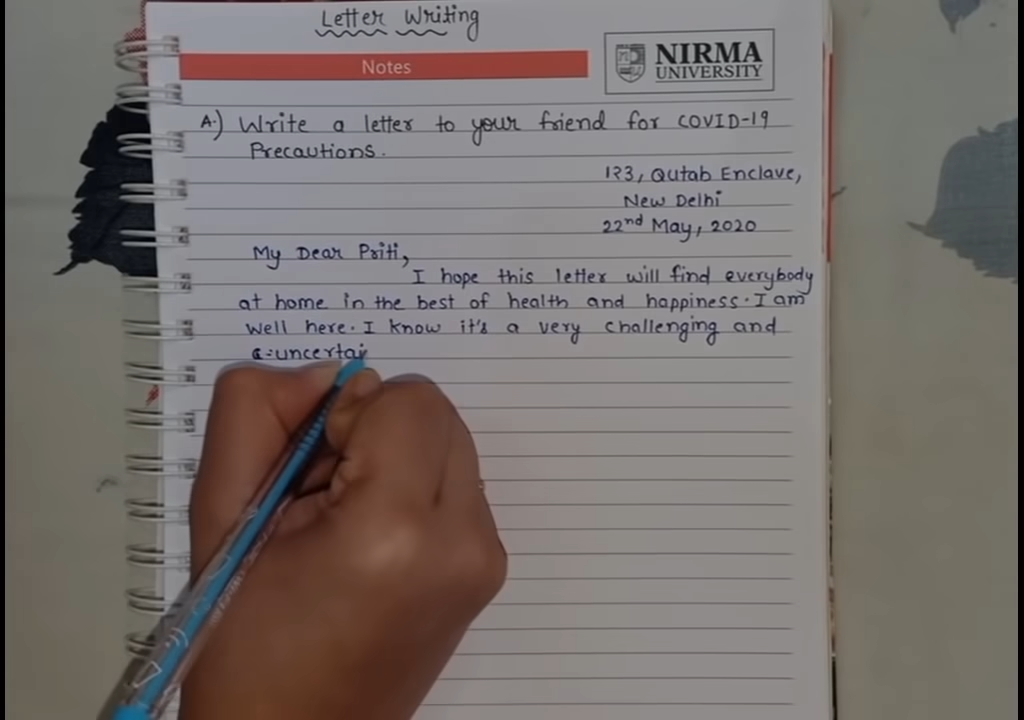 Letter Writing
Notes
NIRMA
UNIVERSITY
A.) Write a letter to your friend for COVID-19
Precautions.
123, Qutab Enclave,
New Delhi
22nd May, 2020
My Dear Priti,
I hope this letter will find everybody
at home in the best of health and happiness. I am
well here. I know it's a very challenging and
uncertai